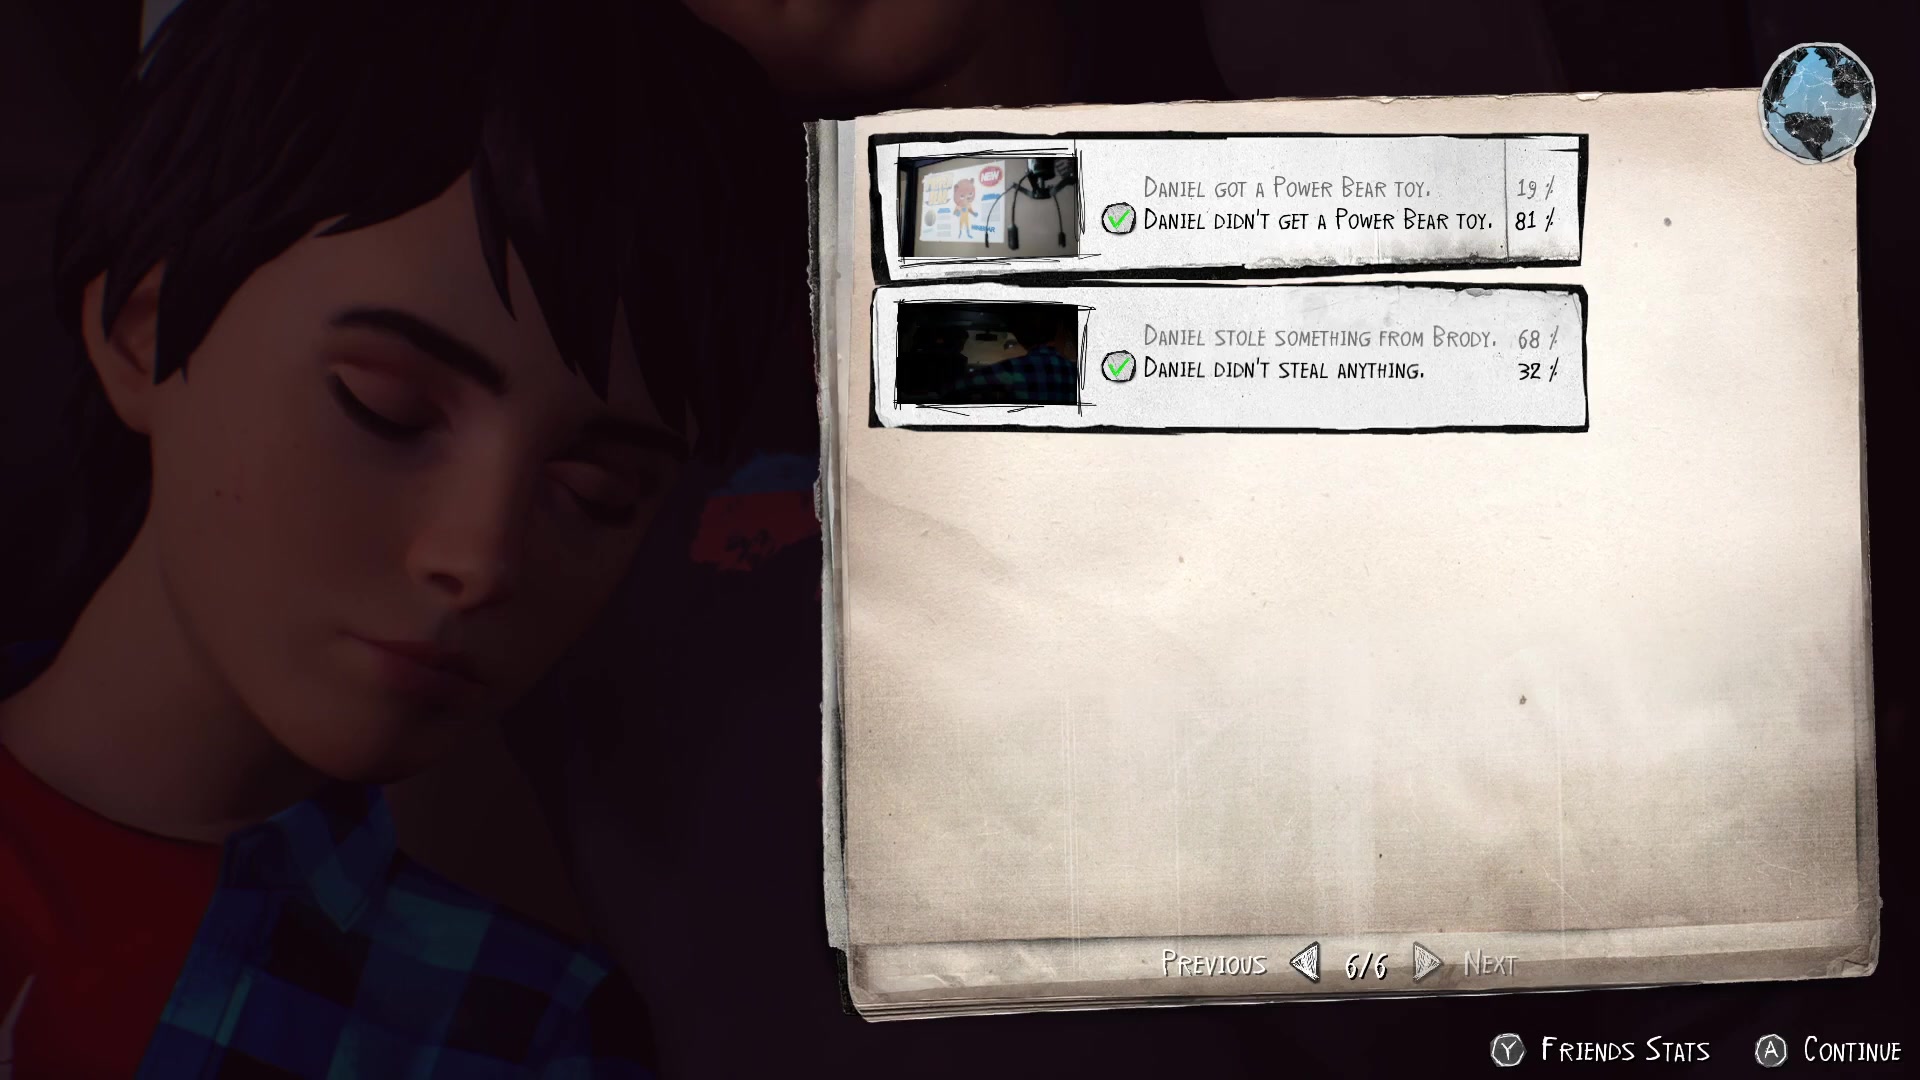 NEW
DANIEL GOT A POWER BEAR TOY. 19 %
DANIEL DIDN'T GET A POWER BEAR TOY. 81 %
DANIEL STOLE SOMETHING FROM BRODY. 68 %
DANIEL DIDN'T STEAL ANYTHING. 32 %
PREVIOUS 6/6 NEXT
Y FRIENDS STATS A CONTINUE